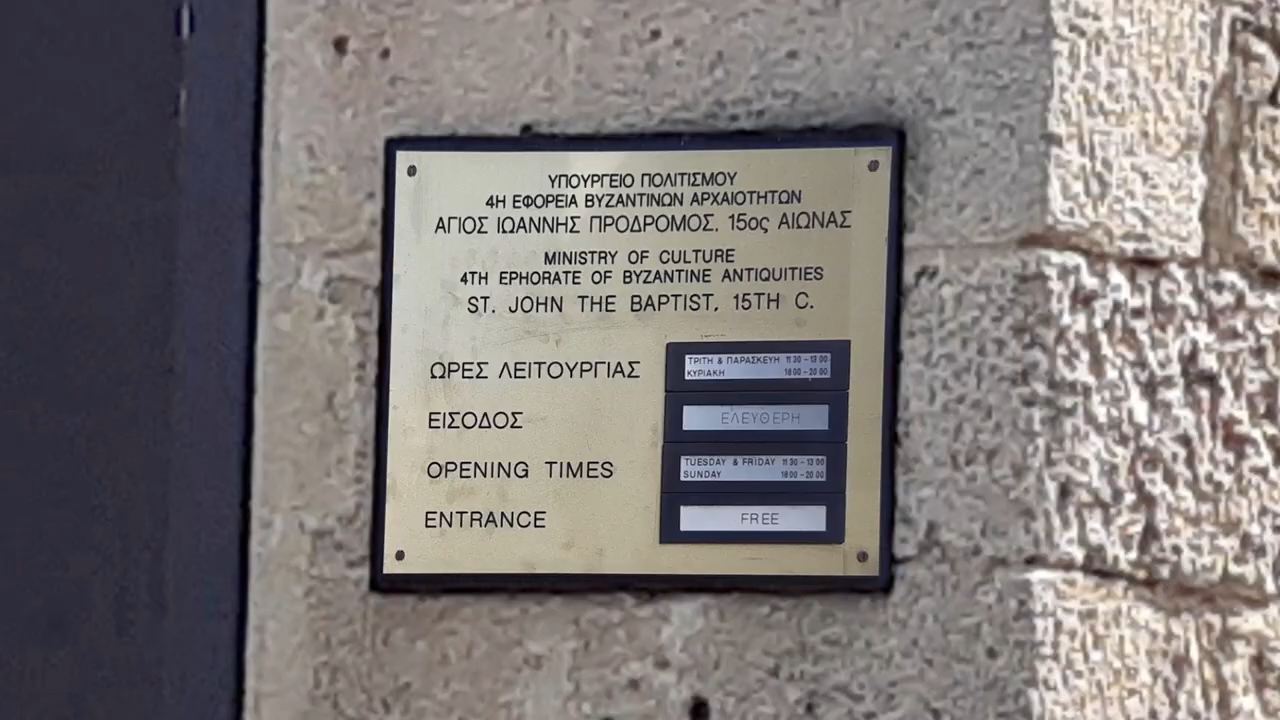 ΥΠΟΥΡΓΕΙΟ ΠΟΛΙΤΙΣΜΟΥ
4Η ΕΦΟΡΕΙΑ ΒΥΖΑΝΤΙΝΩΝ ΑΡΧΑΙΟΤΗΤΩΝ
ΑΓΙΟΣ ΙΩΑΝΝΗΣ ΠΡΟΔΡΟΜΟΣ, 15ος ΑΙΩΝΑΣ
MINISTRY OF CULTURE
4TH EPHORATE OF BYZANTINE ANTIQUITIES
ST. JOHN THE BAPTIST, 15TH C.
ΩΡΕΣ ΛΕΙΤΟΥΡΓΙΑΣ
ΤΡΙΤΗ & ΠΑΡΑΣΚΕΥΗ 11 30 – 13 00
ΚΥΡΙΑΚΗ 18 00 – 20 00
ΕΙΣΟΔΟΣ ΕΛΕΥΘΕΡΗ
OPENING TIMES
TUESDAY & FRIDAY 11 30 – 13 00
SUNDAY 18 00 – 20 00
ENTRANCE FREE